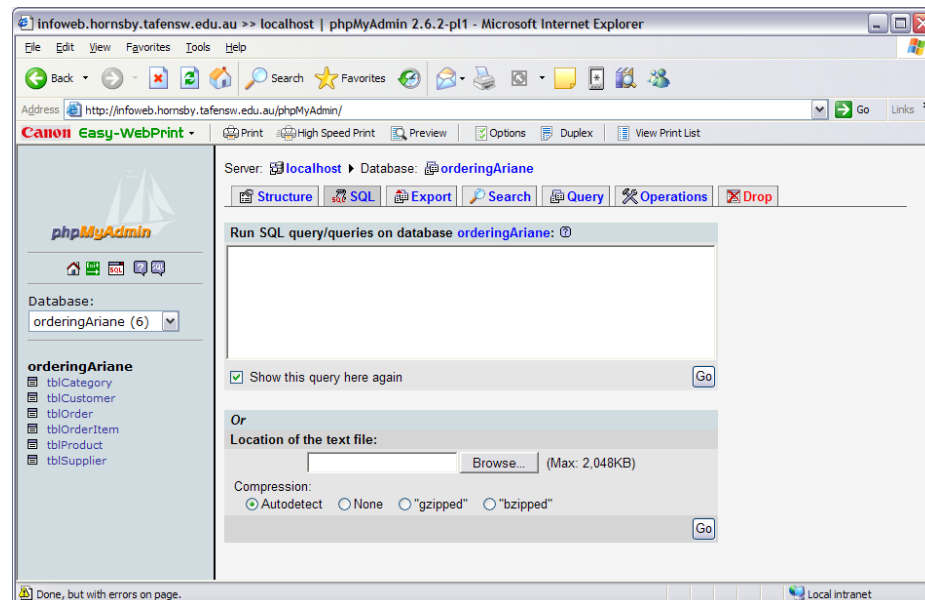 infoweb.hornsby.tafensw.edu.au >> localhost | phpMyAdmin 2.6.2-pl1 - Microsoft Internet Explorer
File Edit View Favorites Tools Help
Back Search Favorites
Address http://infoweb.hornsby.tafensw.edu.au/phpMyAdmin/ Go Links
Canon Easy-WebPrint Print High Speed Print Preview Options Duplex View Print List
phpMyAdmin
SQL
Database:
orderingAriane (6)
orderingAriane
tblCategory
tblCustomer
tblOrder
tblOrderItem
tblProduct
tblSupplier
Server: localhost Database: orderingAriane
Structure SQL Export Search Query Operations Drop
Run SQL query/queries on database orderingAriane:
Show this query here again Go
Or
Location of the text file:
Browse... (Max: 2,048KB)
Compression:
Autodetect None "gzipped" "bzipped"
Go
Done, but with errors on page. Local intranet